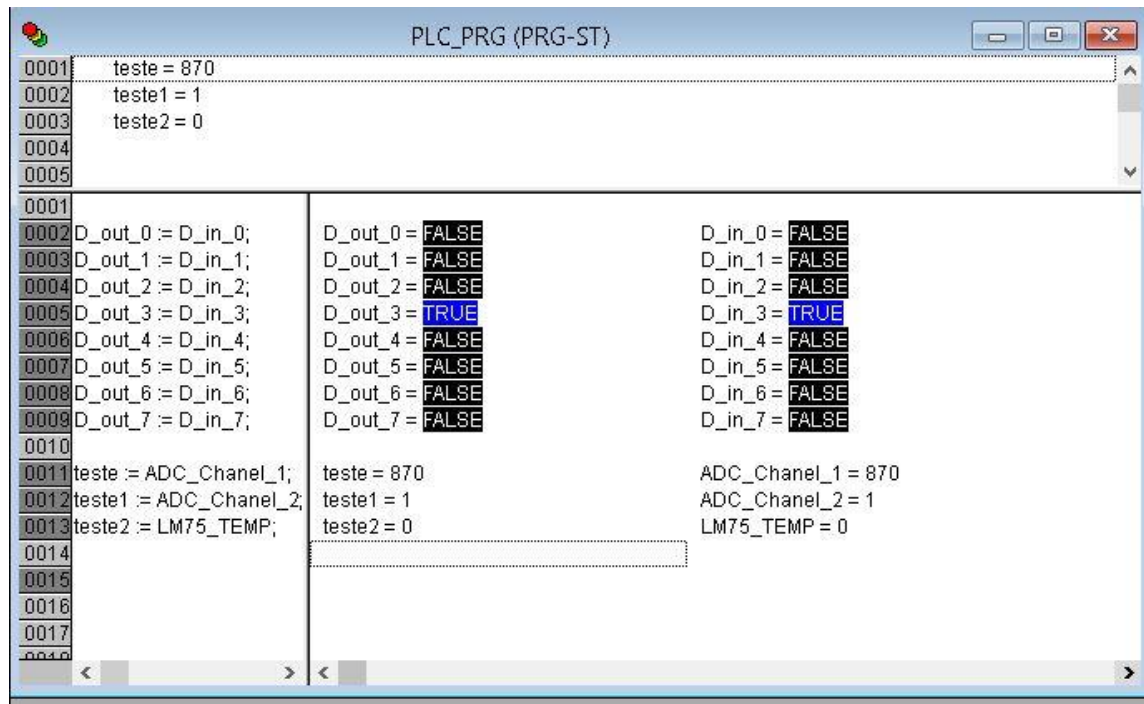 PLC_PRG (PRG-ST)
0001 teste = 870
0002 teste1 = 1
0003 teste2 = 0
0004
0005
0001
0002 D_out_0 := D_in_0; D_out_0 = FALSE D_in_0 = FALSE
0003 D_out_1 := D_in_1; D_out_1 = FALSE D_in_1 = FALSE
0004 D_out_2 := D_in_2; D_out_2 = FALSE D_in_2 = FALSE
0005 D_out_3 := D_in_3; D_out_3 = TRUE D_in_3 = TRUE
0006 D_out_4 := D_in_4; D_out_4 = FALSE D_in_4 = FALSE
0007 D_out_5 := D_in_5; D_out_5 = FALSE D_in_5 = FALSE
0008 D_out_6 := D_in_6; D_out_6 = FALSE D_in_6 = FALSE
0009 D_out_7 := D_in_7; D_out_7 = FALSE D_in_7 = FALSE
0010
0011 teste := ADC_Chanel_1; teste = 870 ADC_Chanel_1 = 870
0012 teste1 := ADC_Chanel_2; teste1 = 1 ADC_Chanel_2 = 1
0013 teste2 := LM75_TEMP; teste2 = 0 LM75_TEMP = 0
0014
0015
0016
0017